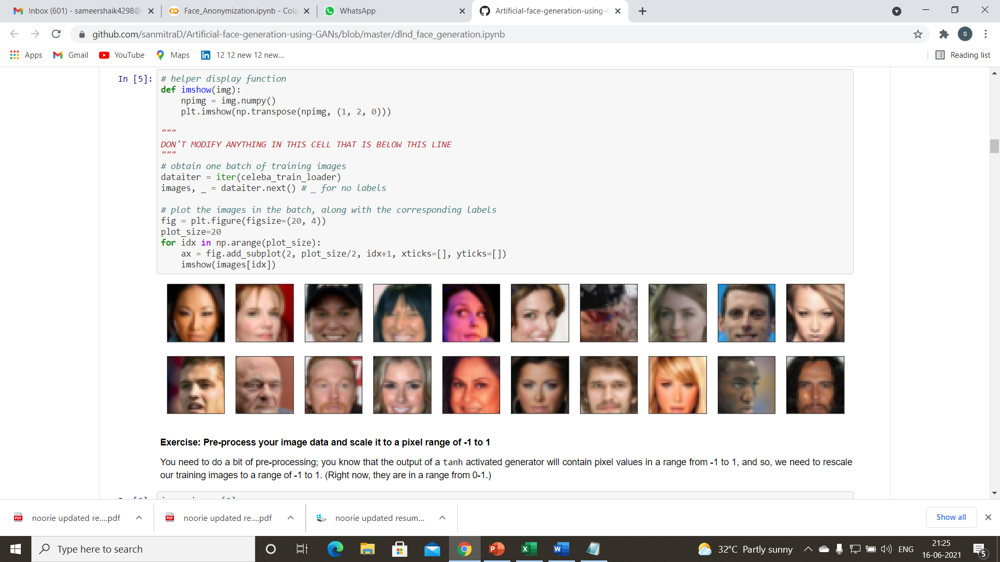 Inbox (601) - sameershaik4298@
Face_Anonymization.ipynb - Cola
WhatsApp
Artificial-face-generation-using-G
github.com/sanmitraD/Artificial-face-generation-using-GANs/blob/master/dlnd_face_generation.ipynb
s
Apps
Gmail
YouTube
Maps
12 12 new 12 new...
Reading list
In [5]:
# helper display function
def imshow(img):
    npimg = img.numpy()
    plt.imshow(np.transpose(npimg, (1, 2, 0)))
"""
DON'T MODIFY ANYTHING IN THIS CELL THAT IS BELOW THIS LINE
"""
# obtain one batch of training images
dataiter = iter(celeba_train_loader)
images, _ = dataiter.next() # _ for no labels
# plot the images in the batch, along with the corresponding labels
fig = plt.figure(figsize=(20, 4))
plot_size=20
for idx in np.arange(plot_size):
    ax = fig.add_subplot(2, plot_size/2, idx+1, xticks=[], yticks=[])
    imshow(images[idx])
Exercise: Pre-process your image data and scale it to a pixel range of -1 to 1
You need to do a bit of pre-processing; you know that the output of a tanh activated generator will contain pixel values in a range from -1 to 1, and so, we need to rescale
our training images to a range of -1 to 1. (Right now, they are in a range from 0-1.)
noorie updated re....pdf
noorie updated re....pdf
noorie updated resum...
Show all
Type here to search
32°C Partly sunny
ENG
21:25
16-06-2021
5